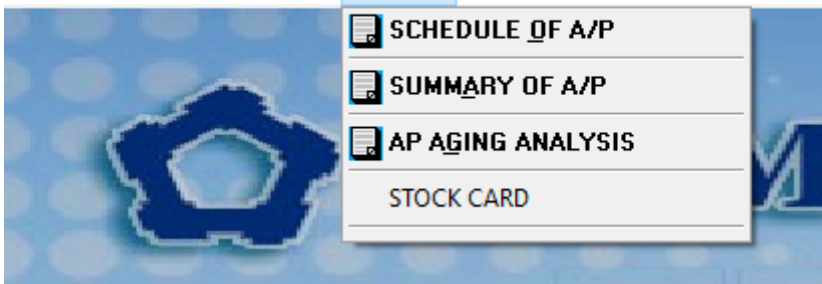 SCHEDULE OF A/P
SUMMARY OF A/P
AP AGING ANALYSIS
STOCK CARD
M